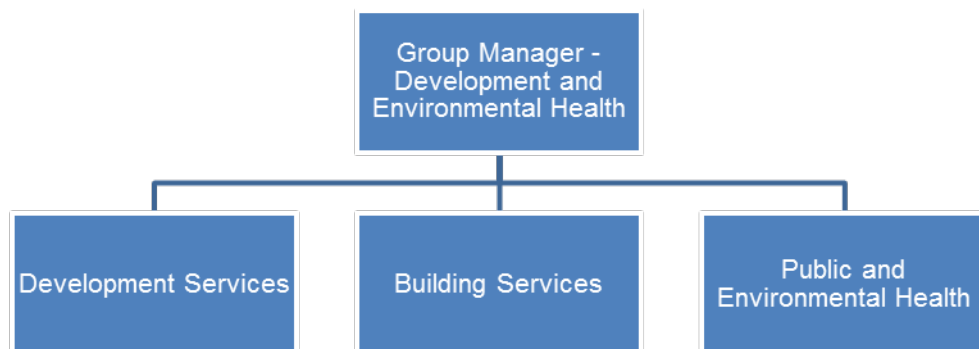 Group Manager -
Development and
Environmental Health
Development Services
Building Services
Public and
Environmental Health